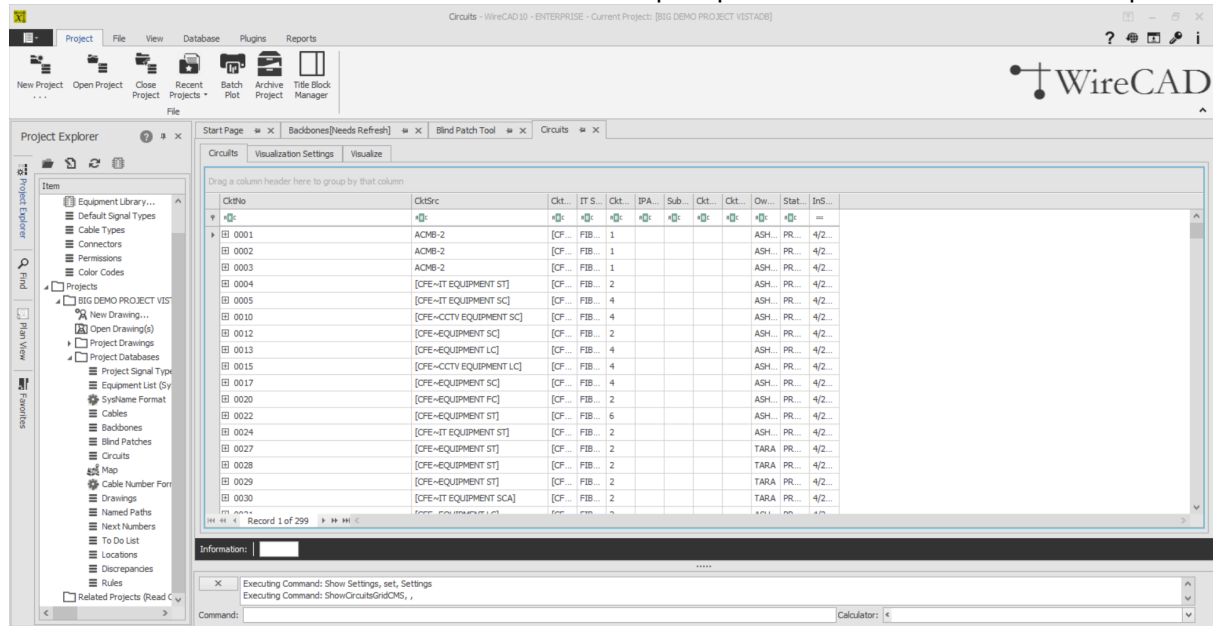 Circuits - WireCAD10 - ENTERPRISE - Current Project: [BIG DEMO PROJECT VISTADB]
Project File View Database Plugins Reports
New Project ... Open Project Close Project Recent Projects Batch Plot Archive Project Title Block Manager
File
WireCAD
Project Explorer
Start Page Backbones[Needs Refresh] Blind Patch Tool Circuits
Circuits Visualization Settings Visualize
Drag a column header here to group by that column
Project Explorer
Find
Plan View
Favorites
Item
Equipment Library...
Default Signal Types
Cable Types
Connectors
Permissions
Color Codes
Projects
BIG DEMO PROJECT VIS
New Drawing...
Open Drawing(s)
Project Drawings
Project Databases
Project Signal Type
Equipment List (Sy
SysName Format
Cables
Backbones
Blind Patches
Circuits
Map
Cable Number Forr
Drawings
Named Paths
Next Numbers
To Do List
Locations
Discrepancies
Rules
Related Projects (Read C
CktNo CktSrc Ckt... IT S... Ckt... IPA... Sub... Ckt... Ckt... Ow... Stat... InS...
0001 ACMB-2 [CF... FIB... 1 ASH... PR... 4/2...
0002 ACMB-2 [CF... FIB... 1 ASH... PR... 4/2...
0003 ACMB-2 [CF... FIB... 1 ASH... PR... 4/2...
0004 [CFE~IT EQUIPMENT ST] [CF... FIB... 2 ASH... PR... 4/2...
0005 [CFE~IT EQUIPMENT SC] [CF... FIB... 4 ASH... PR... 4/2...
0010 [CFE~CCTV EQUIPMENT SC] [CF... FIB... 4 ASH... PR... 4/2...
0012 [CFE~EQUIPMENT SC] [CF... FIB... 2 ASH... PR... 4/2...
0013 [CFE~EQUIPMENT LC] [CF... FIB... 4 ASH... PR... 4/2...
0015 [CFE~CCTV EQUIPMENT LC] [CF... FIB... 4 ASH... PR... 4/2...
0017 [CFE~EQUIPMENT SC] [CF... FIB... 4 ASH... PR... 4/2...
0020 [CFE~EQUIPMENT FC] [CF... FIB... 2 ASH... PR... 4/2...
0022 [CFE~EQUIPMENT ST] [CF... FIB... 6 ASH... PR... 4/2...
0024 [CFE~IT EQUIPMENT ST] [CF... FIB... 2 ASH... PR... 4/2...
0027 [CFE~EQUIPMENT ST] [CF... FIB... 2 TARA PR... 4/2...
0028 [CFE~EQUIPMENT ST] [CF... FIB... 2 TARA PR... 4/2...
0029 [CFE~EQUIPMENT ST] [CF... FIB... 2 TARA PR... 4/2...
0030 [CFE~IT EQUIPMENT SCA] [CF... FIB... 2 TARA PR... 4/2...
Record 1 of 299
Information:
Executing Command: Show Settings, set, Settings
Executing Command: ShowCircuitsGridCMS, ,
Command: Calculator: